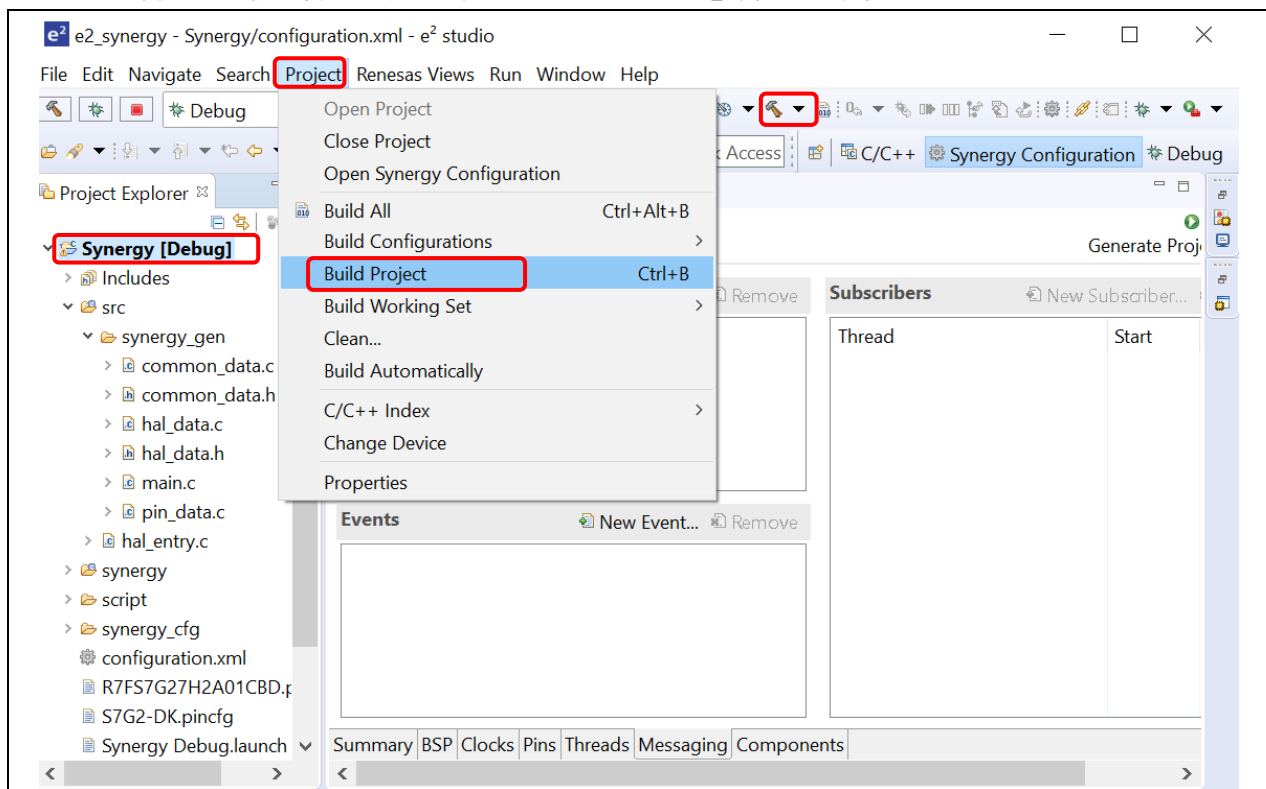 e2 e2_synergy - Synergy/configuration.xml - e² studio
File Edit Navigate Search Project Renesas Views Run Window Help
Debug
Access C/C++ Synergy Configuration Debug
Project Explorer
Generate Proj
Synergy [Debug]
Includes
src
synergy_gen
common_data.c
common_data.h
hal_data.c
hal_data.h
main.c
pin_data.c
hal_entry.c
synergy
script
synergy_cfg
configuration.xml
R7FS7G27H2A01CBD.p
S7G2-DK.pincfg
Synergy Debug.launch
Open Project
Close Project
Open Synergy Configuration
Build All Ctrl+Alt+B
Build Configurations
Build Project Ctrl+B
Build Working Set
Clean...
Build Automatically
C/C++ Index
Change Device
Properties
Remove
Subscribers New Subscriber...
Thread Start
Events New Event... Remove
Summary BSP Clocks Pins Threads Messaging Components